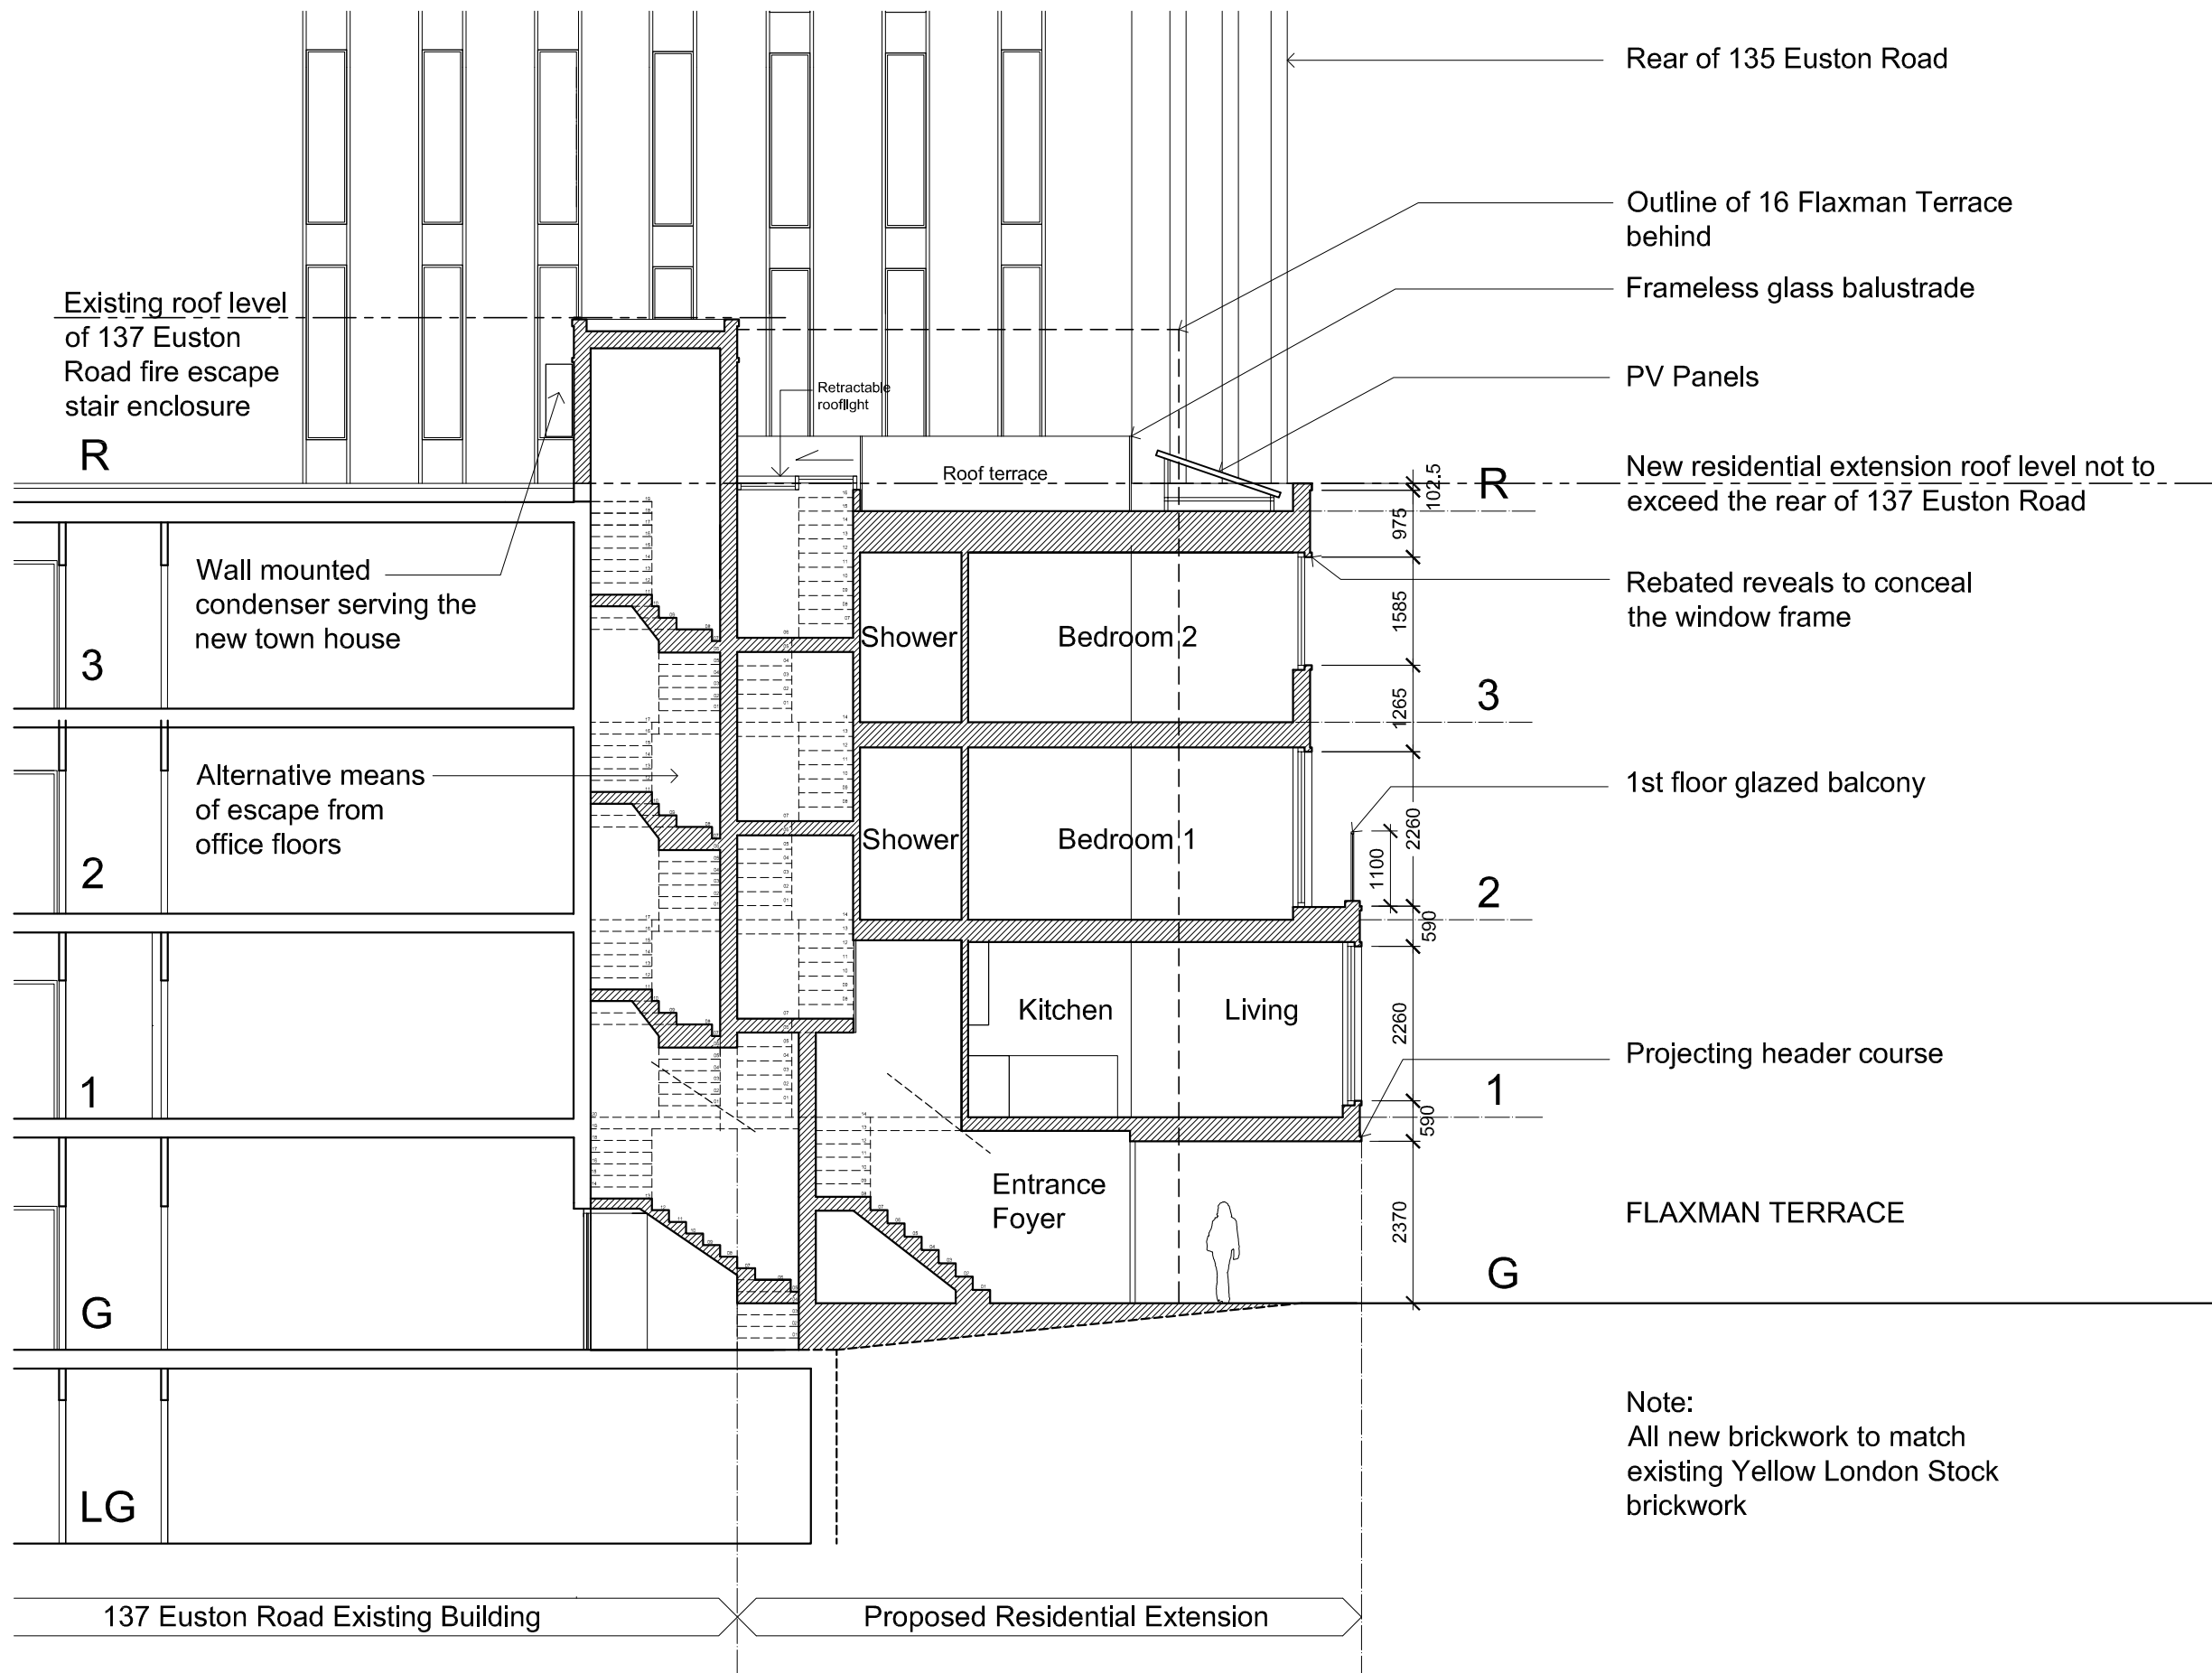 Rear of 135 Euston Road
Outline of 16 Flaxman Terrace
behind
Frameless glass balustrade
Existing roof level
of 137 Euston
Road fire escape
stair enclosure
PV Panels
Retractable
rooflight
R
Roof terrace
R
New residential extension roof level not to
exceed the rear of 137 Euston Road
102.5
975
Wall mounted
condenser serving the
new town house
Rebated reveals to conceal
the window frame
1585
Shower
Bedroom 2
3
3
1265
Alternative means
of escape from
office floors
1st floor glazed balcony
2260
1100
Shower
Bedroom 1
2
2
590
Kitchen
Living
2260
Projecting header course
1
1
590
Entrance
Foyer
2370
FLAXMAN TERRACE
G
G
Note:
All new brickwork to match
existing Yellow London Stock
brickwork
LG
137 Euston Road Existing Building
Proposed Residential Extension